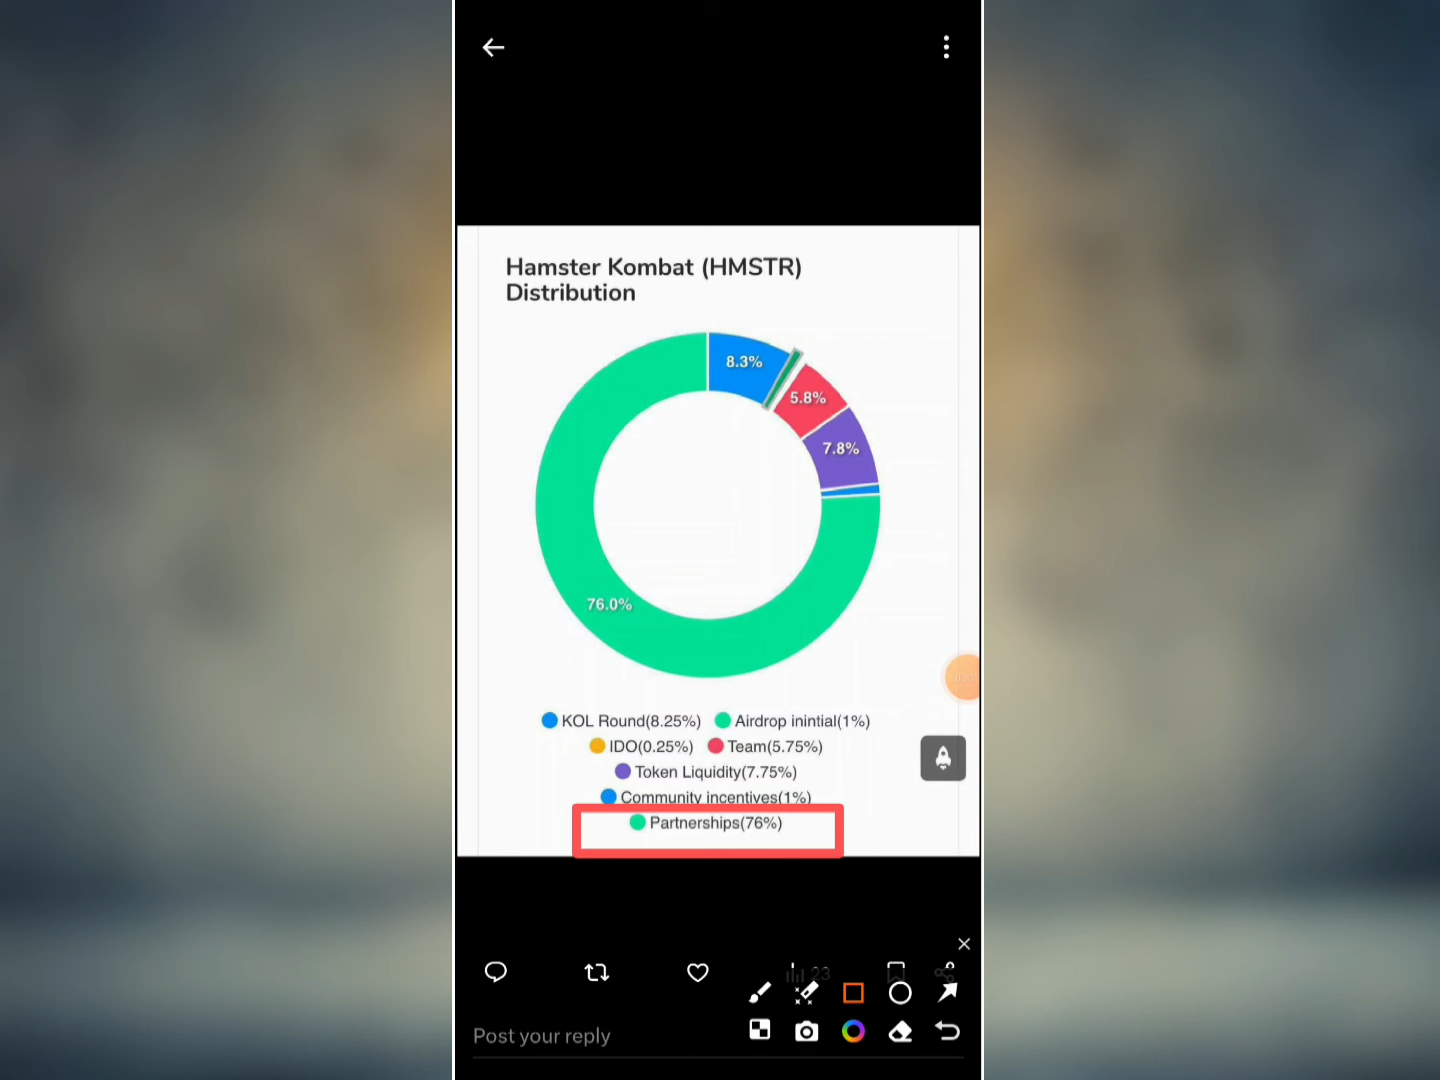 Hamster Kombat (HMSTR)
Distribution
8.3%
5.8%
7.8%
76.0%
KOL Round(8.25%) Airdrop inintial(1%)
IDO(0.25%) Team(5.75%)
Token Liquidity(7.75%)
Community incentives(1%)
Partnerships(76%)
23
Post your reply